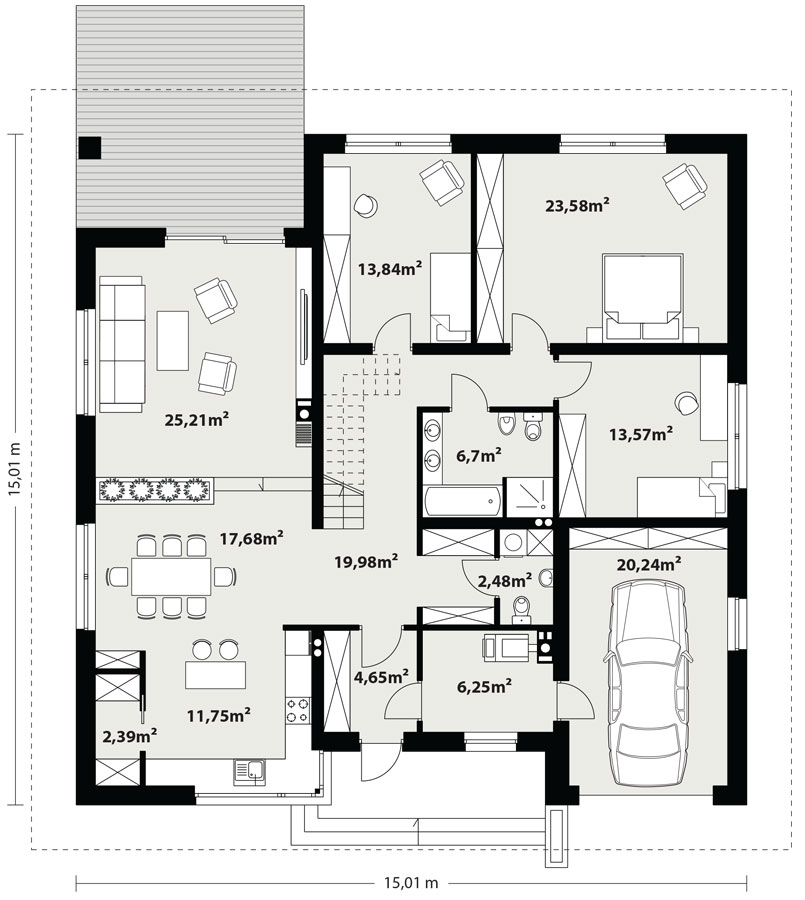 23,58m²
13,84m²
25,21m²
13,57m²
6,7m²
15,01 m
17,68m²
19,98m²
2,48m²
20,24m²
4,65m²
6,25m²
11,75m²
2,39m²
15,01 m